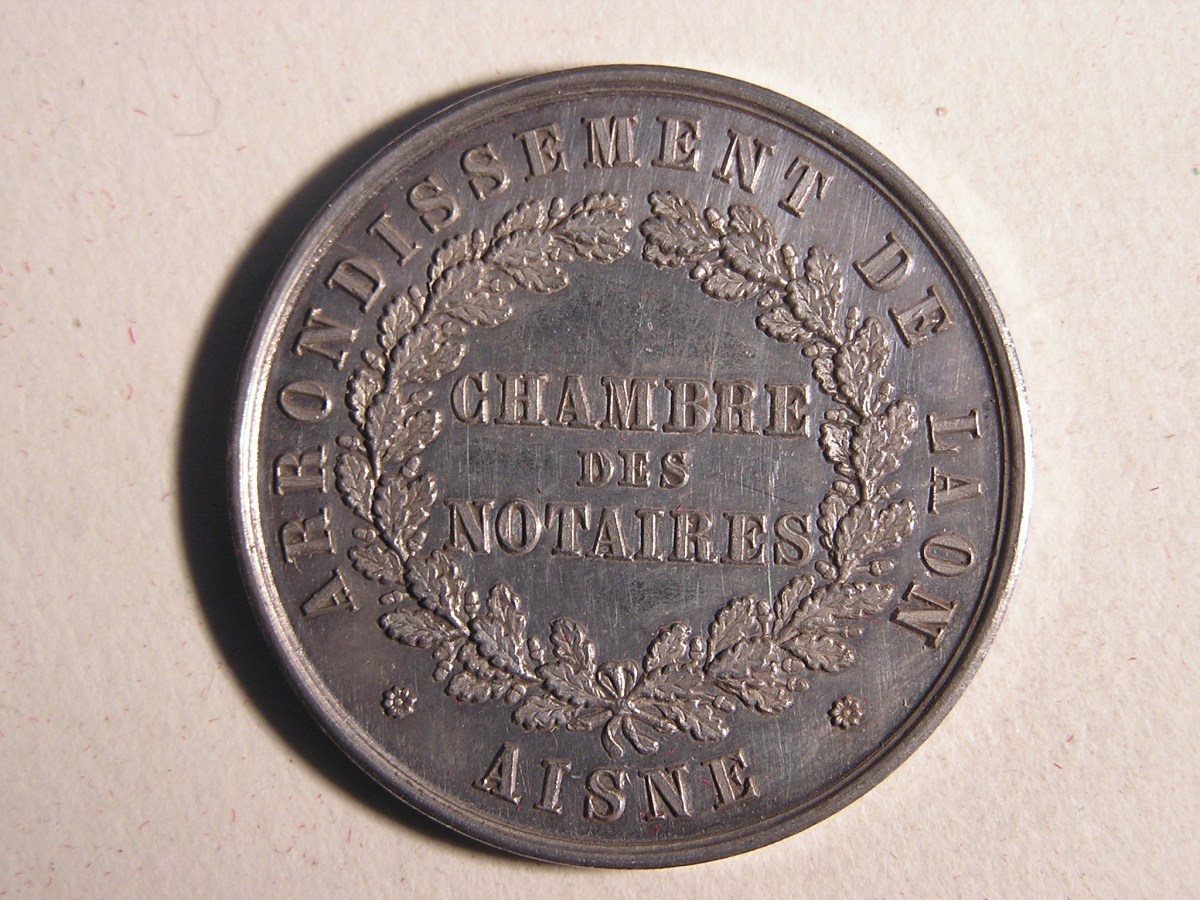 ARRONDISSEMENT DE LAON
CHAMBRE
DES
NOTAIRES
AISNE